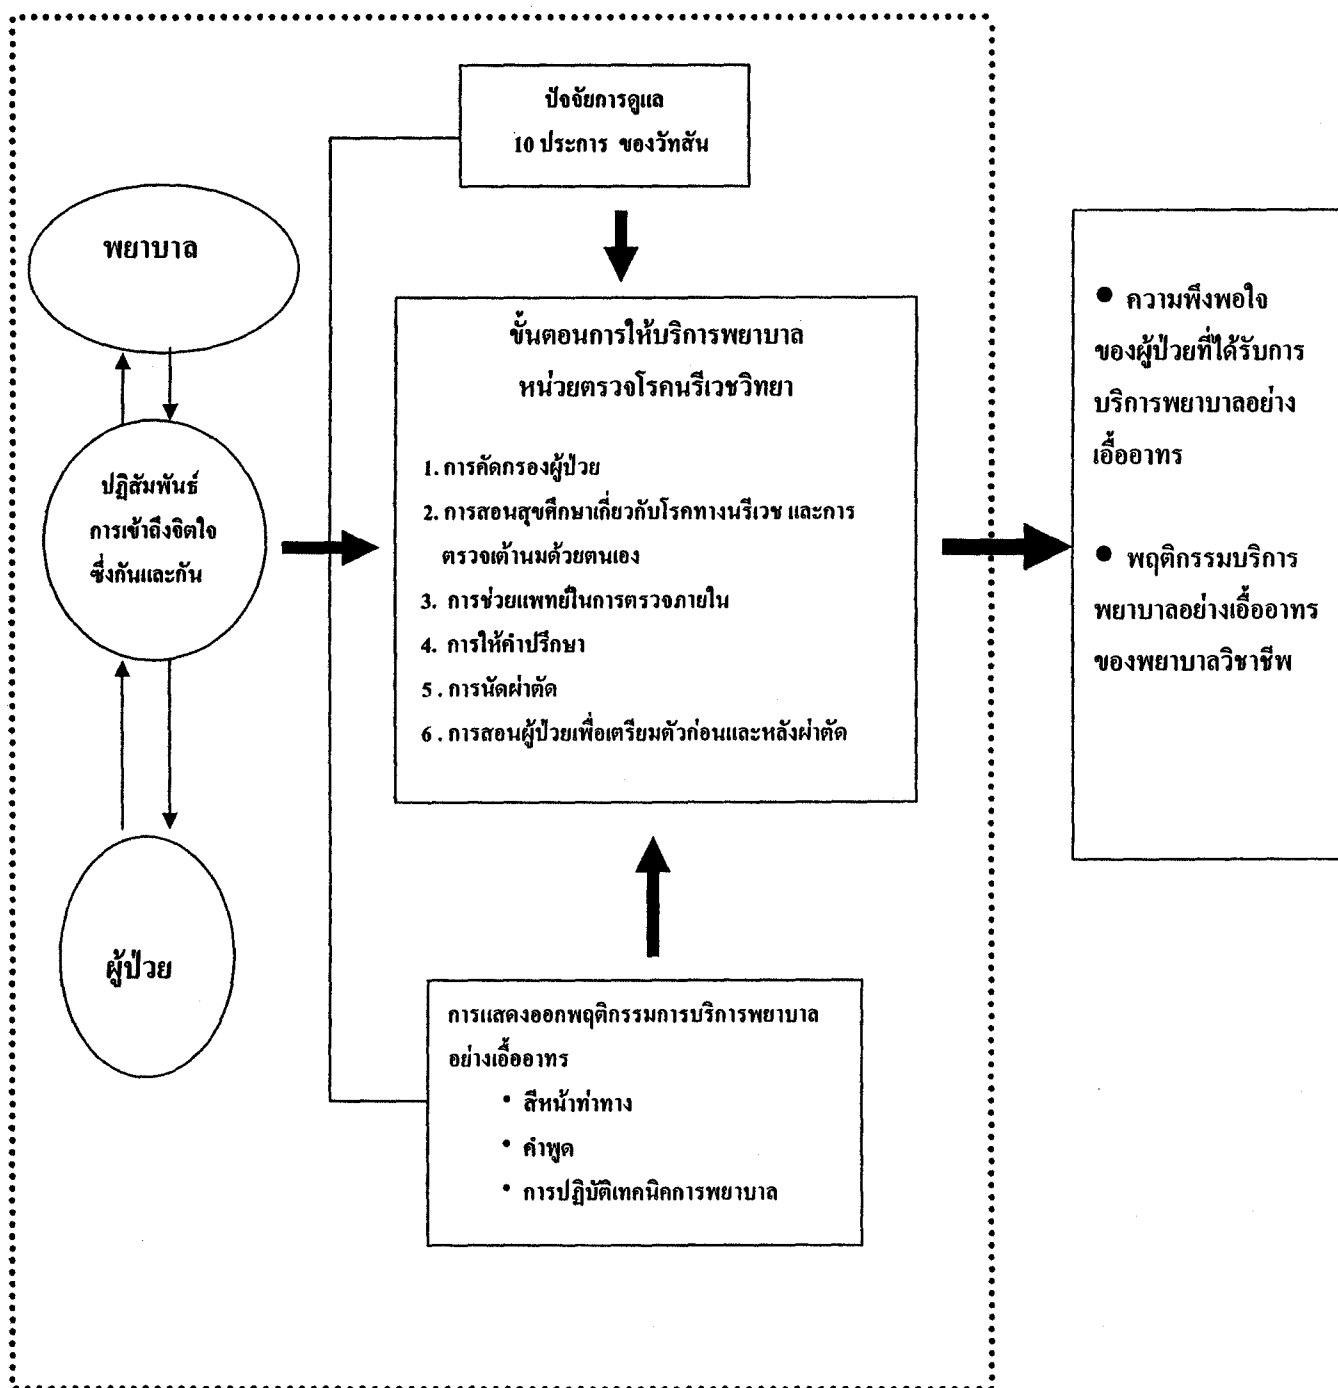 ปัจจัยการดูแล
10 ประการ ของวัทสัน
พยาบาล
ปฏิสัมพันธ์
การเข้าถึงจิตใจ
ซึ่งกันและกัน
ผู้ป่วย
ขั้นตอนการให้บริการพยาบาล
หน่วยตรวจโรคนรีเวชวิทยา
1. การคัดกรองผู้ป่วย
2. การสอนสุขศึกษาเกี่ยวกับโรคทางนรีเวช และการ
ตรวจเต้านมด้วยตนเอง
3. การช่วยแพทย์ในการตรวจภายใน
4. การให้คำปรึกษา
5 . การนัดผ่าตัด
6 . การสอนผู้ป่วยเพื่อเตรียมตัวก่อนและหลังผ่าตัด
การแสดงออกพฤติกรรมการบริการพยาบาล
อย่างเอื้ออาทร
• สีหน้าท่าทาง
• คำพูด
• การปฏิบัติเทคนิคการพยาบาล
● ความพึงพอใจ
ของผู้ป่วยที่ได้รับการ
บริการพยาบาลอย่าง
เอื้ออาทร
● พฤติกรรมบริการ
พยาบาลอย่างเอื้ออาทร
ของพยาบาลวิชาชีพ